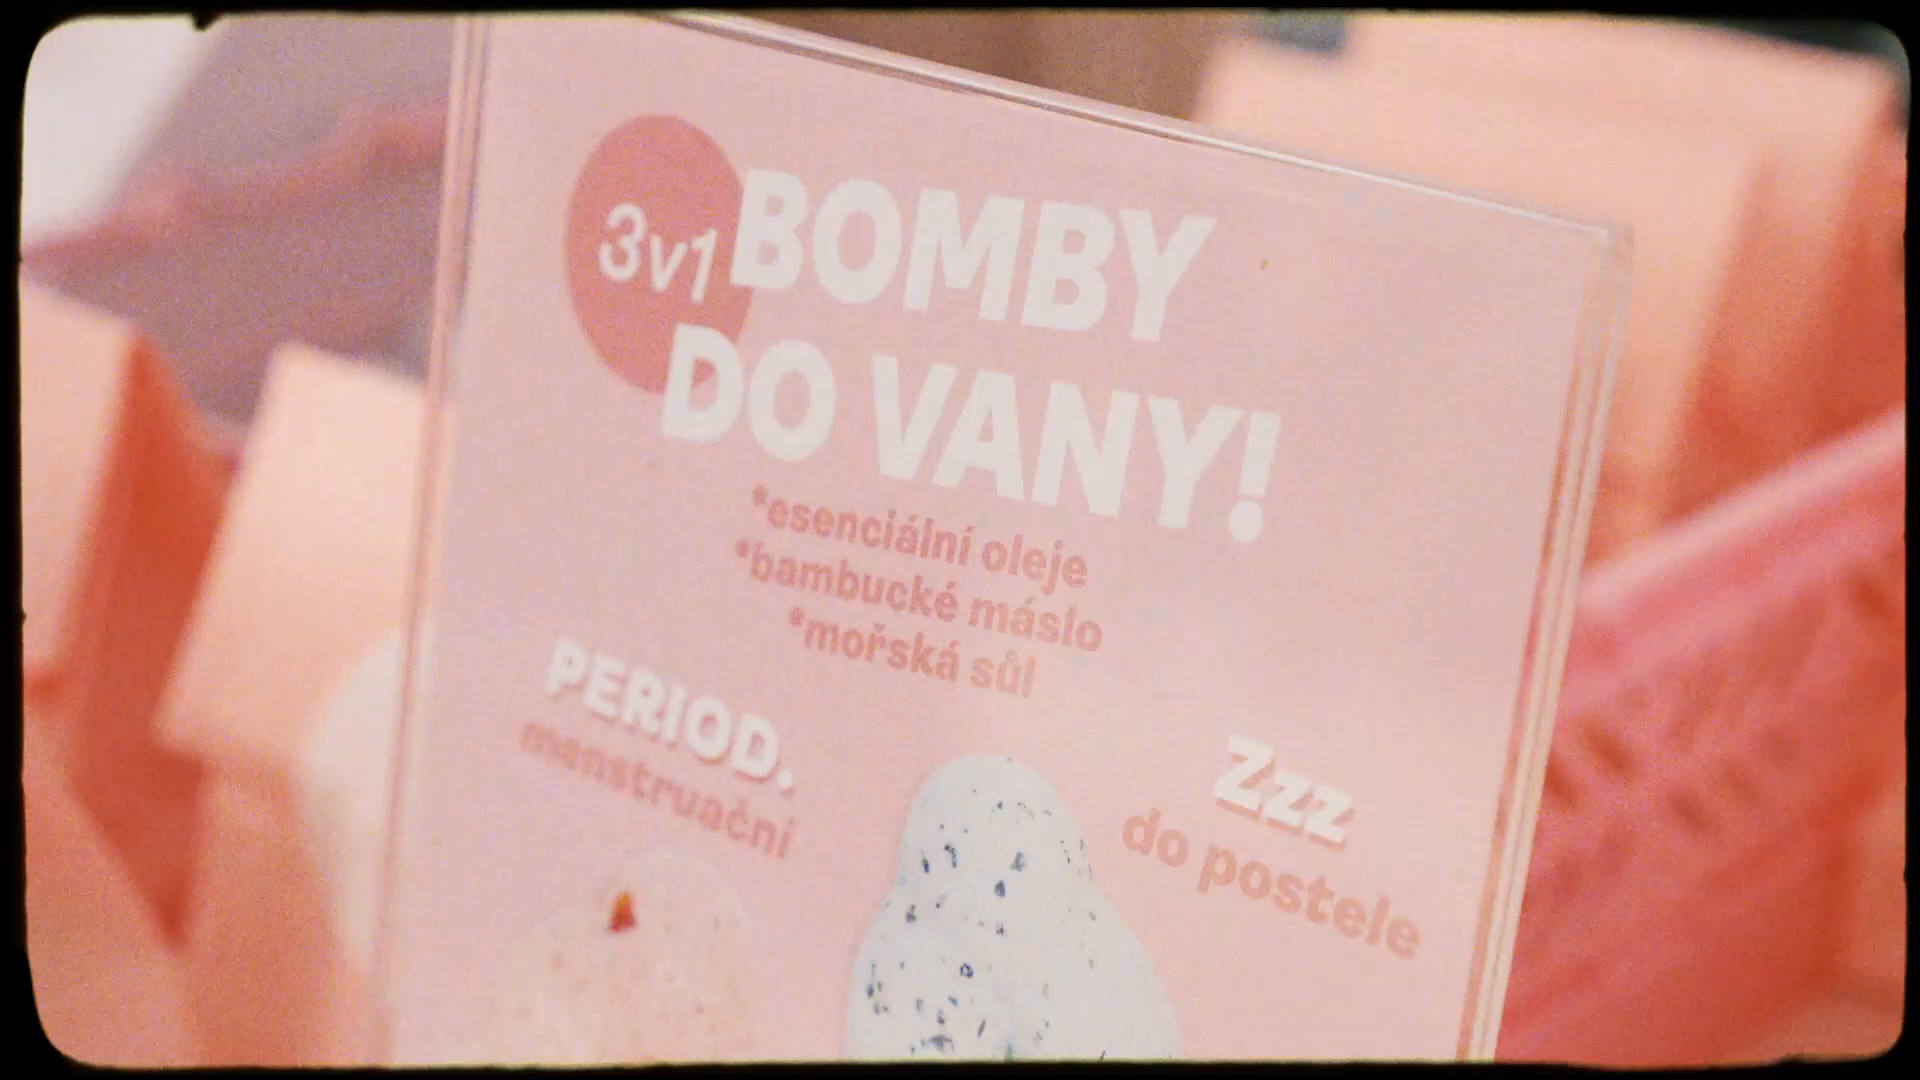 3v1 BOMBY
DO VANY!
*esenciální oleje
*bambucké máslo
*mořská sůl
PERIOD.
menstruační
Zzz
do postele